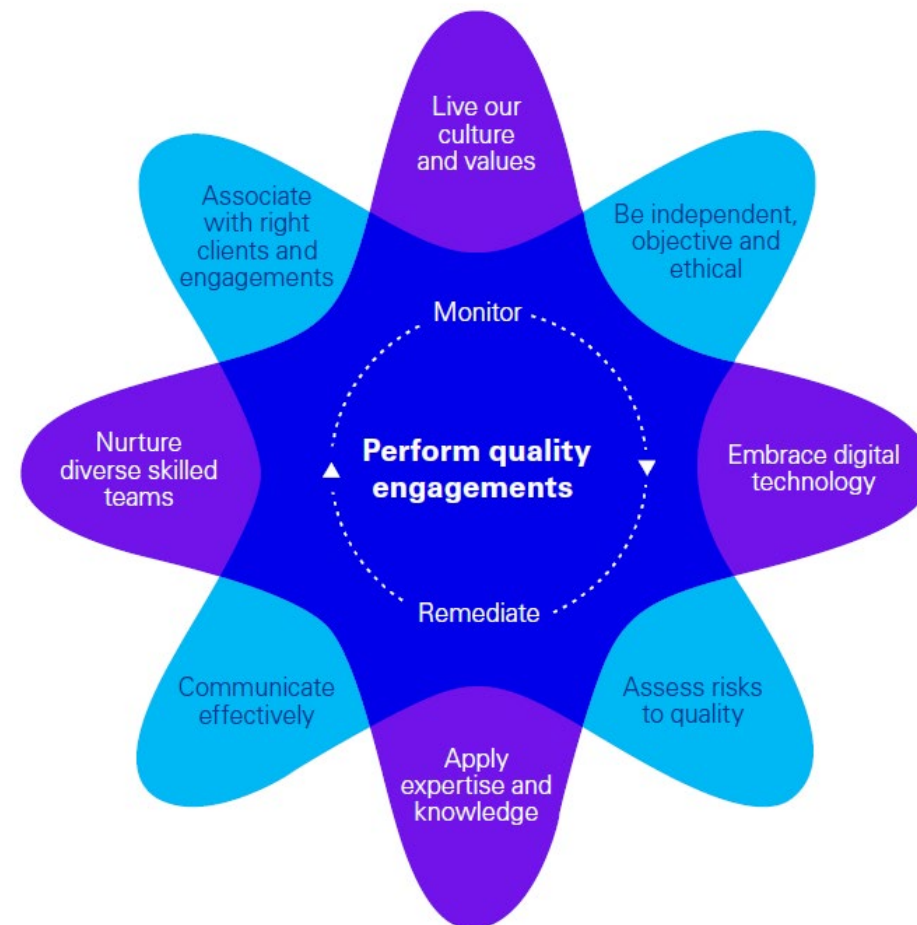 Live our
culture
and values
Be independent,
objective and
ethical
Embrace digital
technology
Assess risks
to quality
Apply
expertise and
knowledge
Communicate
effectively
Nurture
diverse skilled
teams
Associate
with right
clients and
engagements
Monitor
Perform quality
engagements
Remediate